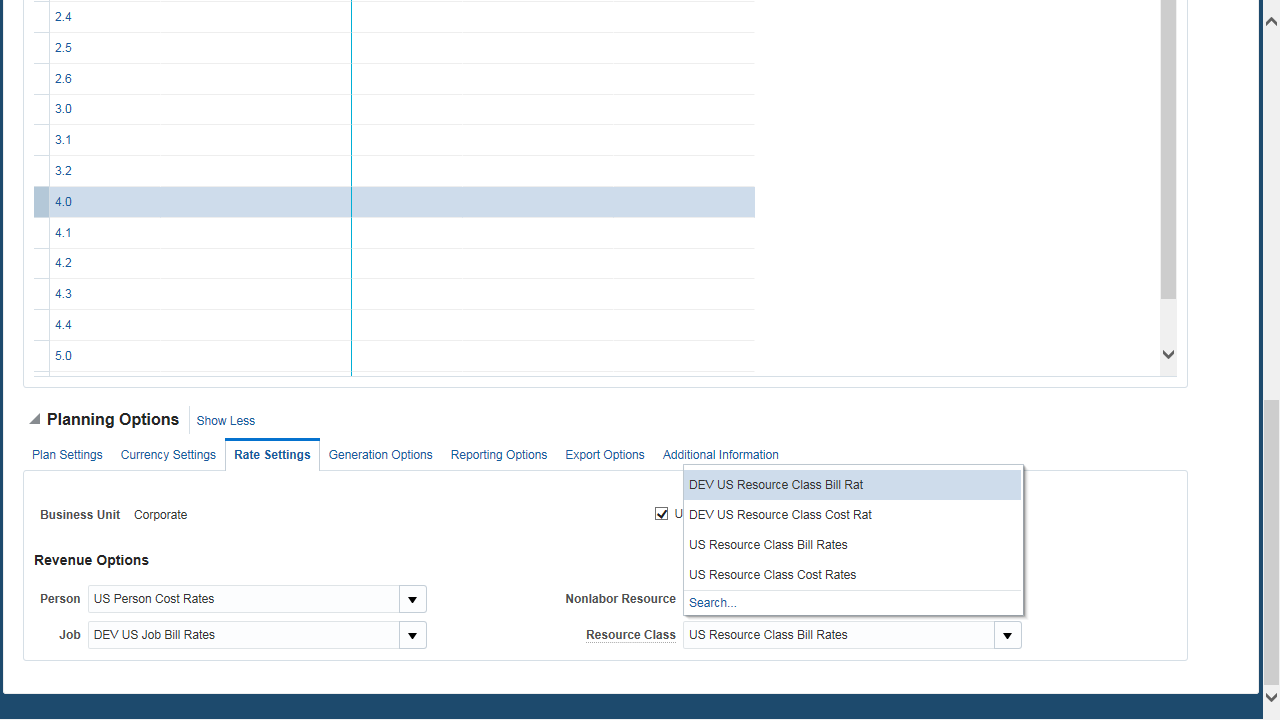 2.4
2.5
2.6
3.0
3.1
3.2
4.0
4.1
4.2
4.3
4.4
5.0
Planning Options Show Less
Plan Settings Currency Settings Rate Settings Generation Options Reporting Options Export Options Additional Information
DEV US Resource Class Bill Rat
Business Unit Corporate U DEV US Resource Class Cost Rat
US Resource Class Bill Rates
Revenue Options
US Resource Class Cost Rates
Person US Person Cost Rates Nonlabor Resource Search...
Job DEV US Job Bill Rates Resource Class US Resource Class Bill Rates